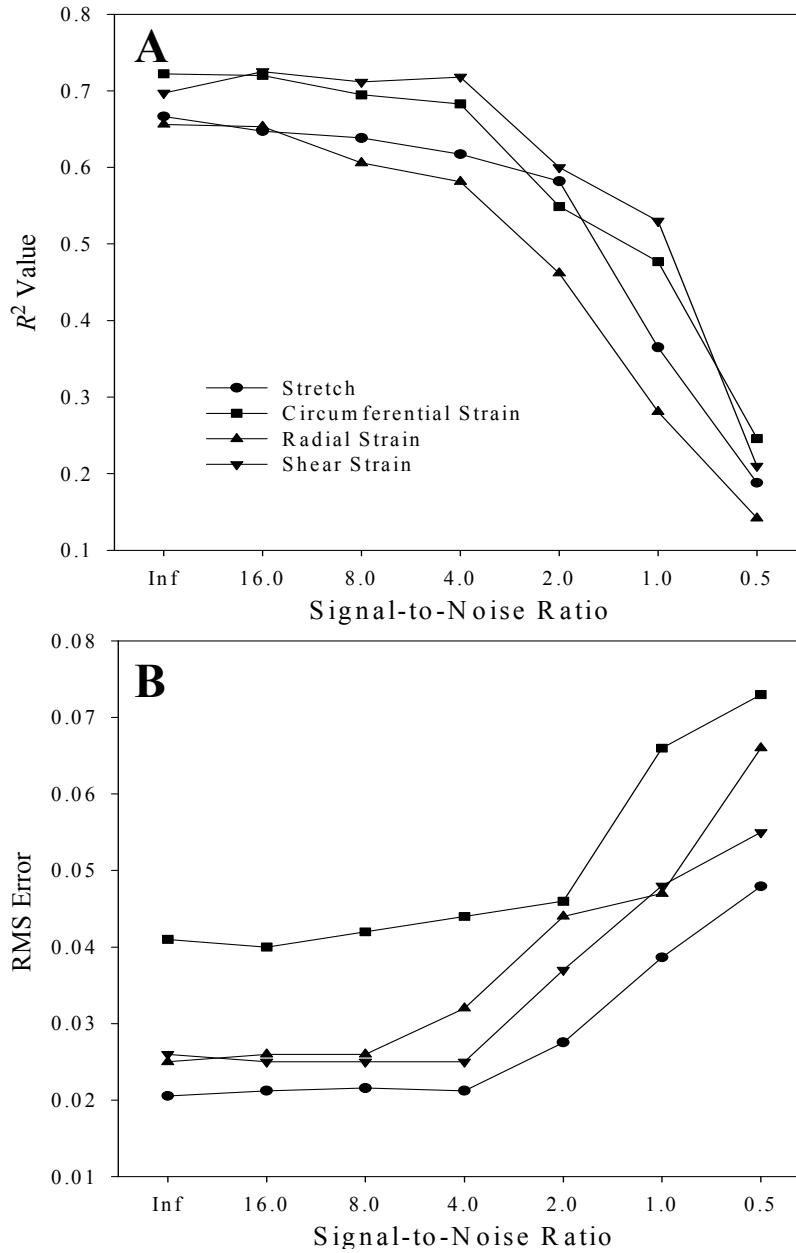 A
0.8
0.7
0.6
0.5
0.4
0.3
0.2
0.1
R² Value
Stretch
Circumferential Strain
Radial Strain
Shear Strain
Inf 16.0 8.0 4.0 2.0 1.0 0.5
Signal-to-Noise Ratio
B
0.08
0.07
0.06
0.05
0.04
0.03
0.02
0.01
RMS Error
Inf 16.0 8.0 4.0 2.0 1.0 0.5
Signal-to-Noise Ratio